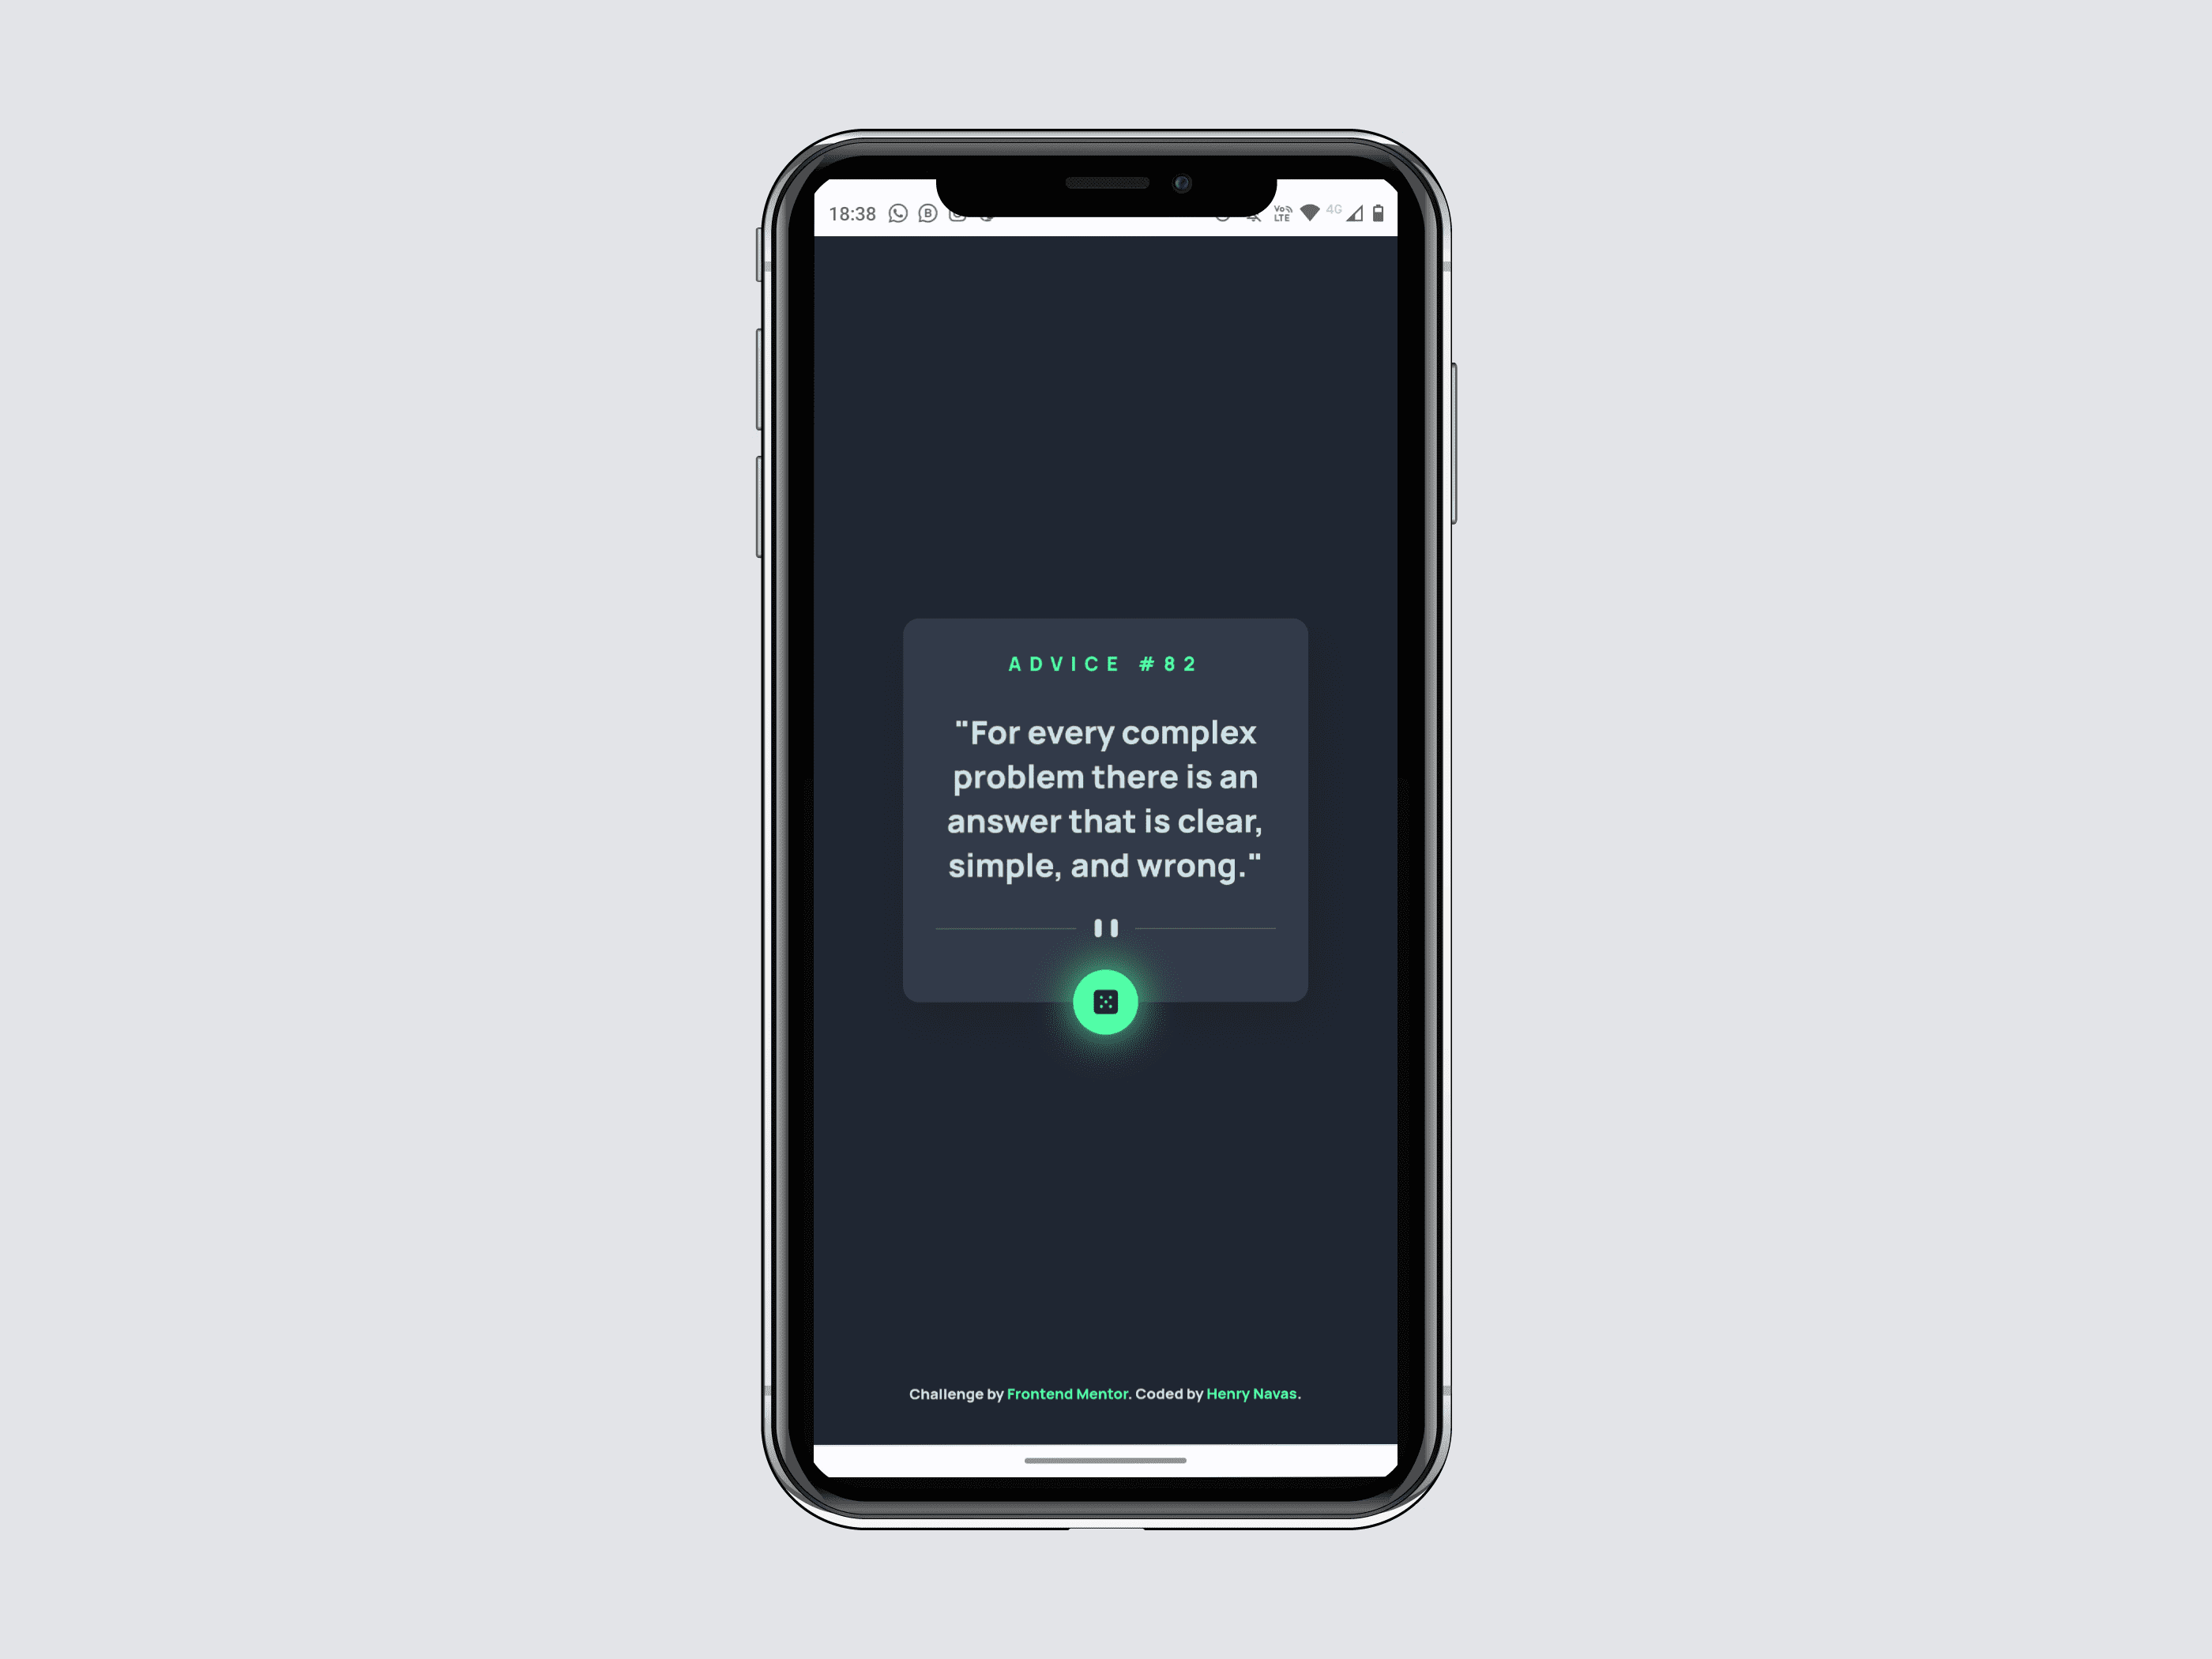 18:38 B Vo LTE 4G
ADVICE #82
"For every complex
problem there is an
answer that is clear,
simple, and wrong."
Challenge by Frontend Mentor. Coded by Henry Navas.